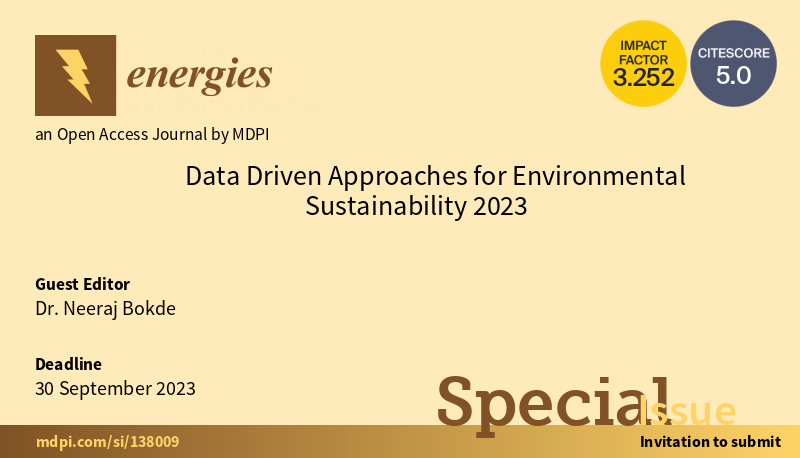 energies
IMPACT
FACTOR
3.252
CITESCORE
5.0
an Open Access Journal by MDPI
Data Driven Approaches for Environmental
Sustainability 2023
Guest Editor
Dr. Neeraj Bokde
Deadline
30 September 2023
Special
Issue
mdpi.com/si/138009
Invitation to submit